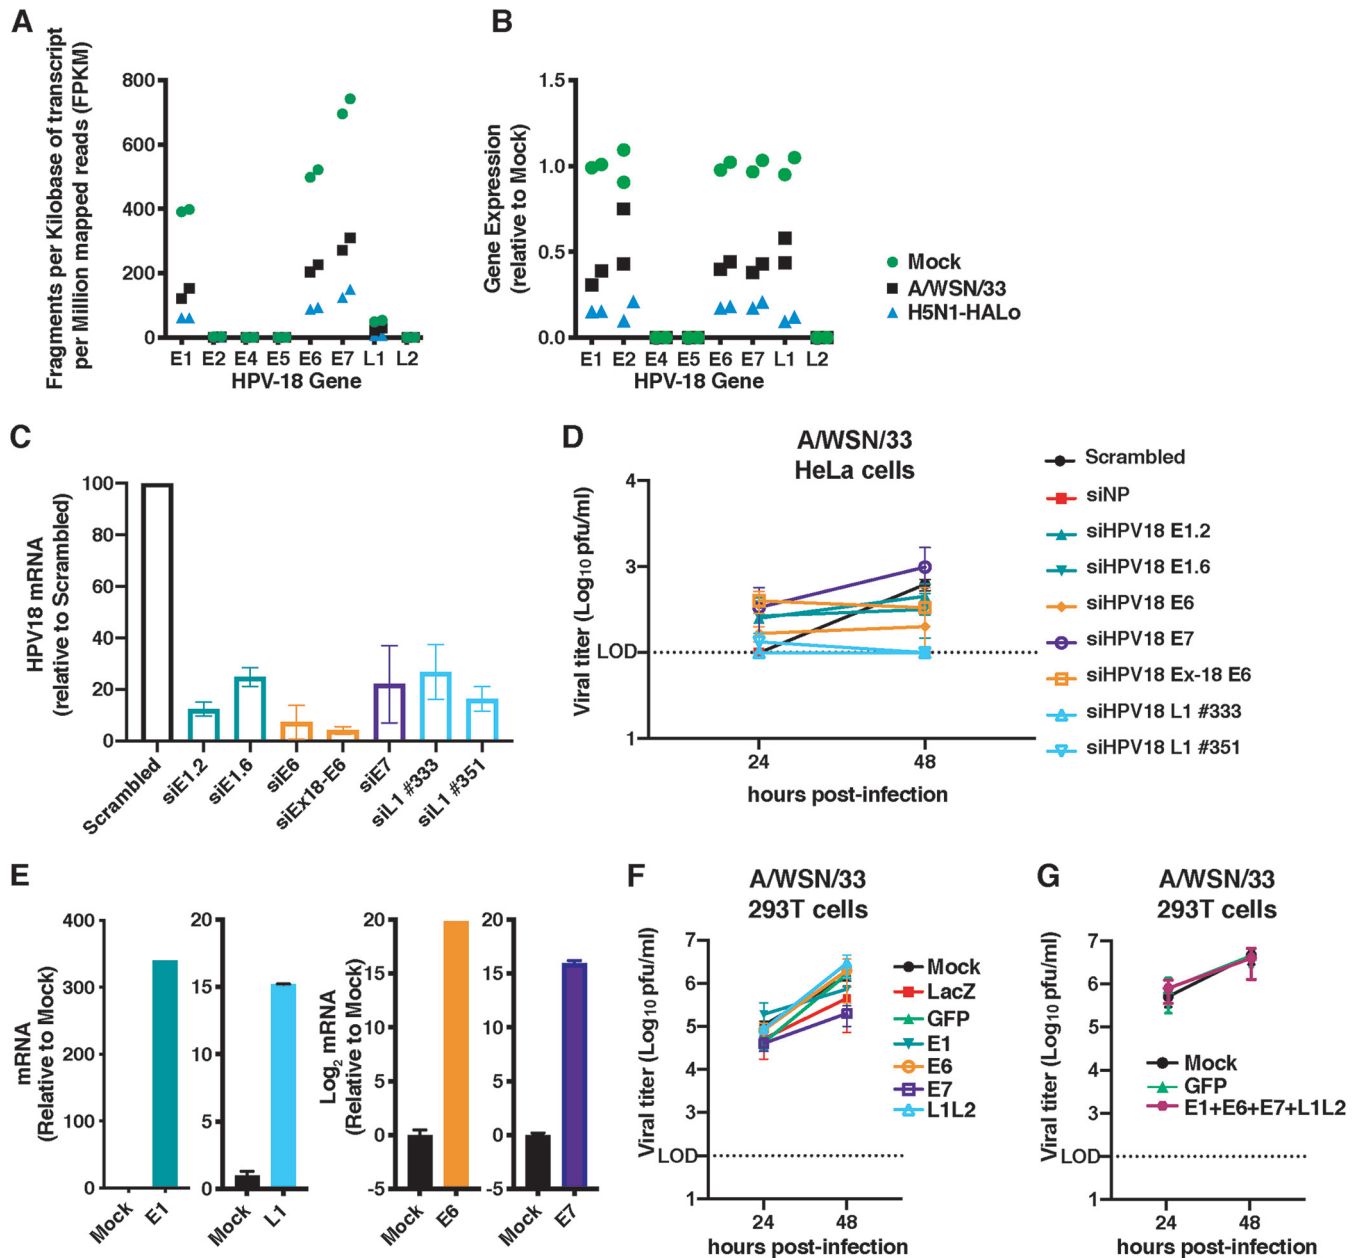 A
Fragments per Kilobase of transcript
per Million mapped reads (FPKM)
800
600
400
200
0
E1 E2 E4 E5 E6 E7 L1 L2
HPV-18 Gene
B
Gene Expression
(relative to Mock)
1.5
1.0
0.5
0.0
E1 E2 E4 E5 E6 E7 L1 L2
HPV-18 Gene
Mock
A/WSN/33
H5N1-HALo
C
HPV18 mRNA
(relative to Scrambled)
100
80
60
40
20
0
Scrambled
siE1.2
siE1.6
siE6
siEx18-E6
siE7
siL1 #333
siL1 #351
D
A/WSN/33
HeLa cells
Viral titer (Log10 pfu/ml)
4
3
LOD
1
24 48
hours post-infection
Scrambled
siNP
siHPV18 E1.2
siHPV18 E1.6
siHPV18 E6
siHPV18 E7
siHPV18 Ex-18 E6
siHPV18 L1 #333
siHPV18 L1 #351
E
mRNA
(Relative to Mock)
400
300
200
100
0
Mock
E1
20
15
10
5
0
Mock
L1
Log2 mRNA
(Relative to Mock)
20
15
10
5
0
-5
Mock
E6
20
15
10
5
0
-5
Mock
E7
F
A/WSN/33
293T cells
Viral titer (Log10 pfu/ml)
7
6
5
4
3
LOD
1
24 48
hours post-infection
Mock
LacZ
GFP
E1
E6
E7
L1L2
G
A/WSN/33
293T cells
Viral titer (Log10 pfu/ml)
7
6
5
4
3
LOD
1
24 48
hours post-infection
Mock
GFP
E1+E6+E7+L1L2